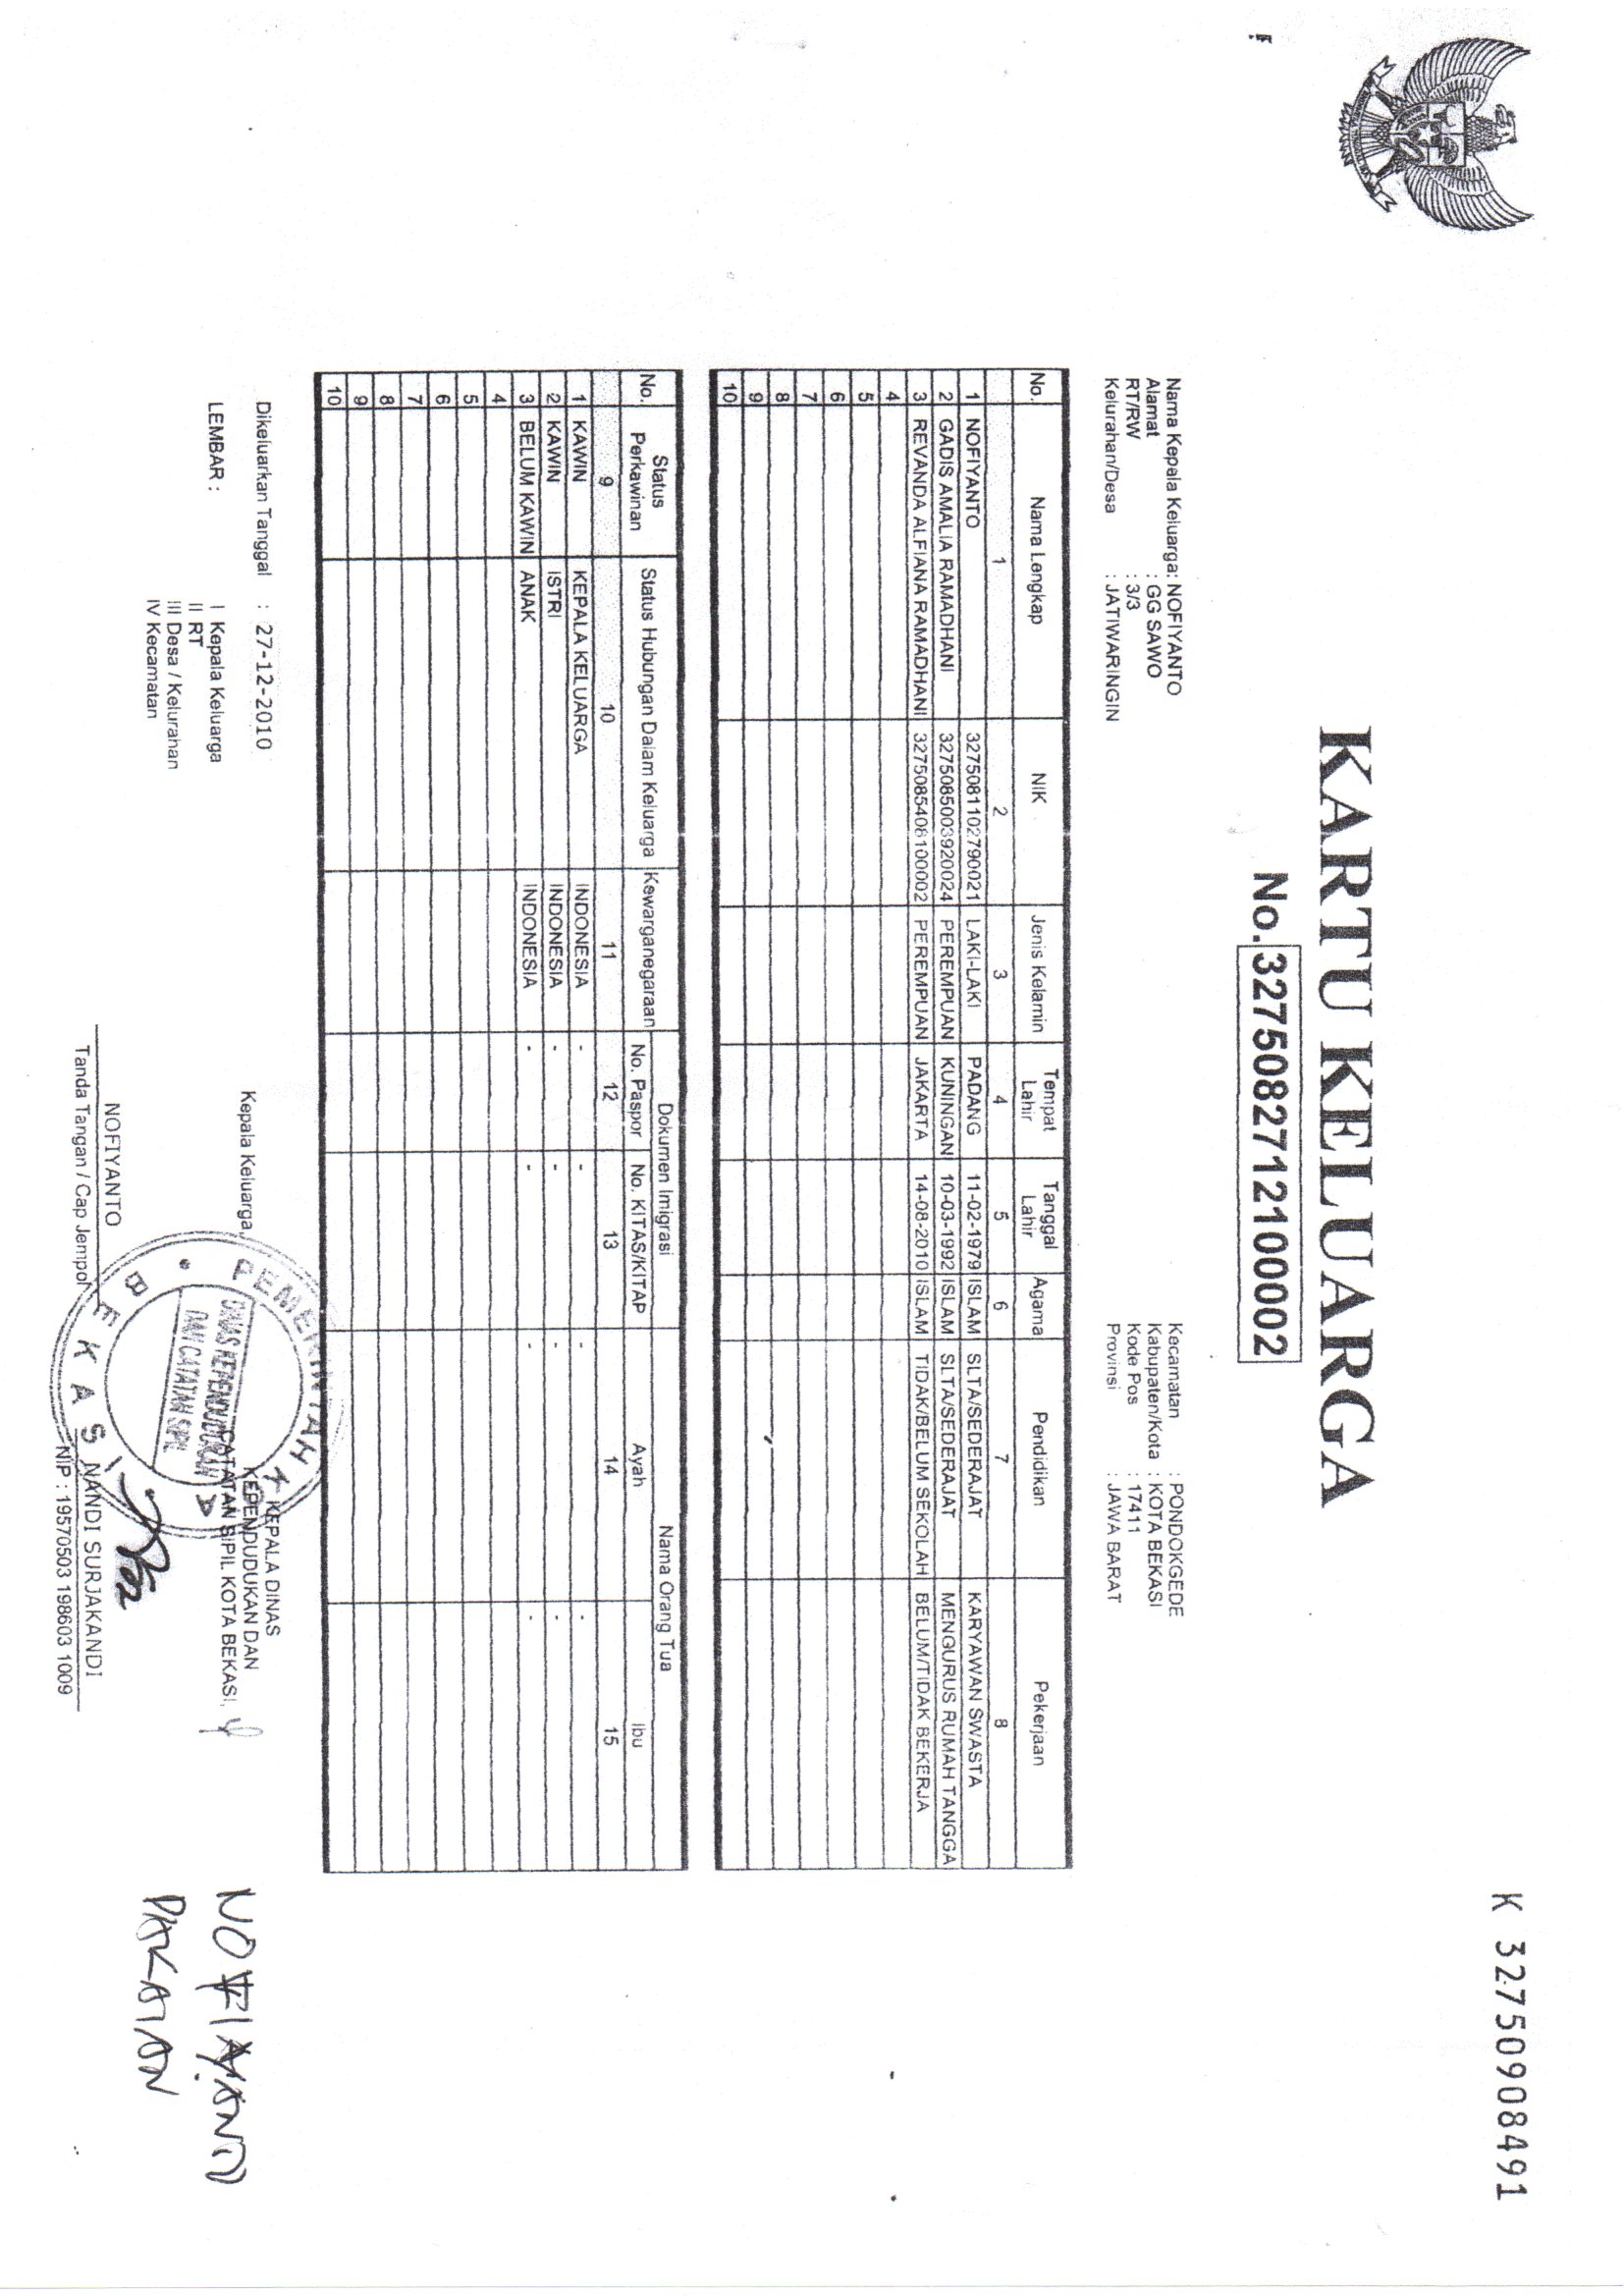 K 32750908491
KARTU KELUARGA
No. 3275082712100002
Nama Kepala Keluarga: NOFIYANTO
Alamat : GG SAWO
RT/RW : 3/3
Kelurahan/Desa : JATIWARINGIN
Kecamatan : PONDOKGEDE
Kabupaten/Kota : KOTA BEKASI
Kode Pos : 17411
Provinsi : JAWA BARAT
No. Nama Lengkap NIK Jenis Kelamin Tempat Lahir Tanggal Lahir Agama Pendidikan Pekerjaan
1 2 3 4 5 6 7 8
1 NOFIYANTO 3275081102790021 LAKI-LAKI PADANG 11-02-1979 ISLAM SLTA/SEDERAJAT KARYAWAN SWASTA
2 GADIS AMALIA RAMADHANI 3275085003920024 PEREMPUAN KUNINGAN 10-03-1992 ISLAM SLTA/SEDERAJAT MENGURUS RUMAH TANGGA
3 REVANDA ALFIANA RAMADHANI 3275085408100002 PEREMPUAN JAKARTA 14-08-2010 ISLAM TIDAK/BELUM SEKOLAH BELUM/TIDAK BEKERJA
4
5
6
7
8
9
10
No. Status Perkawinan Status Hubungan Dalam Keluarga Kewarganegaraan Dokumen Imigrasi Nama Orang Tua
No. Paspor No. KITAS/KITAP Ayah Ibu
9 10 11 12 13 14 15
1 KAWIN KEPALA KELUARGA INDONESIA - - - -
2 KAWIN ISTRI INDONESIA - - - -
3 BELUM KAWIN ANAK INDONESIA - - - -
4
5
6
7
8
9
10
Dikeluarkan Tanggal : 27-12-2010
LEMBAR :
I Kepala Keluarga
II RT
III Desa / Kelurahan
IV Kecamatan
Kepala Keluarga,
NOFIYANTO
Tanda Tangan / Cap Jempol
PEMERINTAH KOTA
DINAS KEPENDUDUKAN
DAN CATATAN SIPIL
BEKASI
KEPALA DINAS
KEPENDUDUKAN DAN
CATATAN SIPIL KOTA BEKASI,
NANDI SURJAKANDI
NIP : 19570503 198603 1009
NOFIYANTO
PAKAIAN